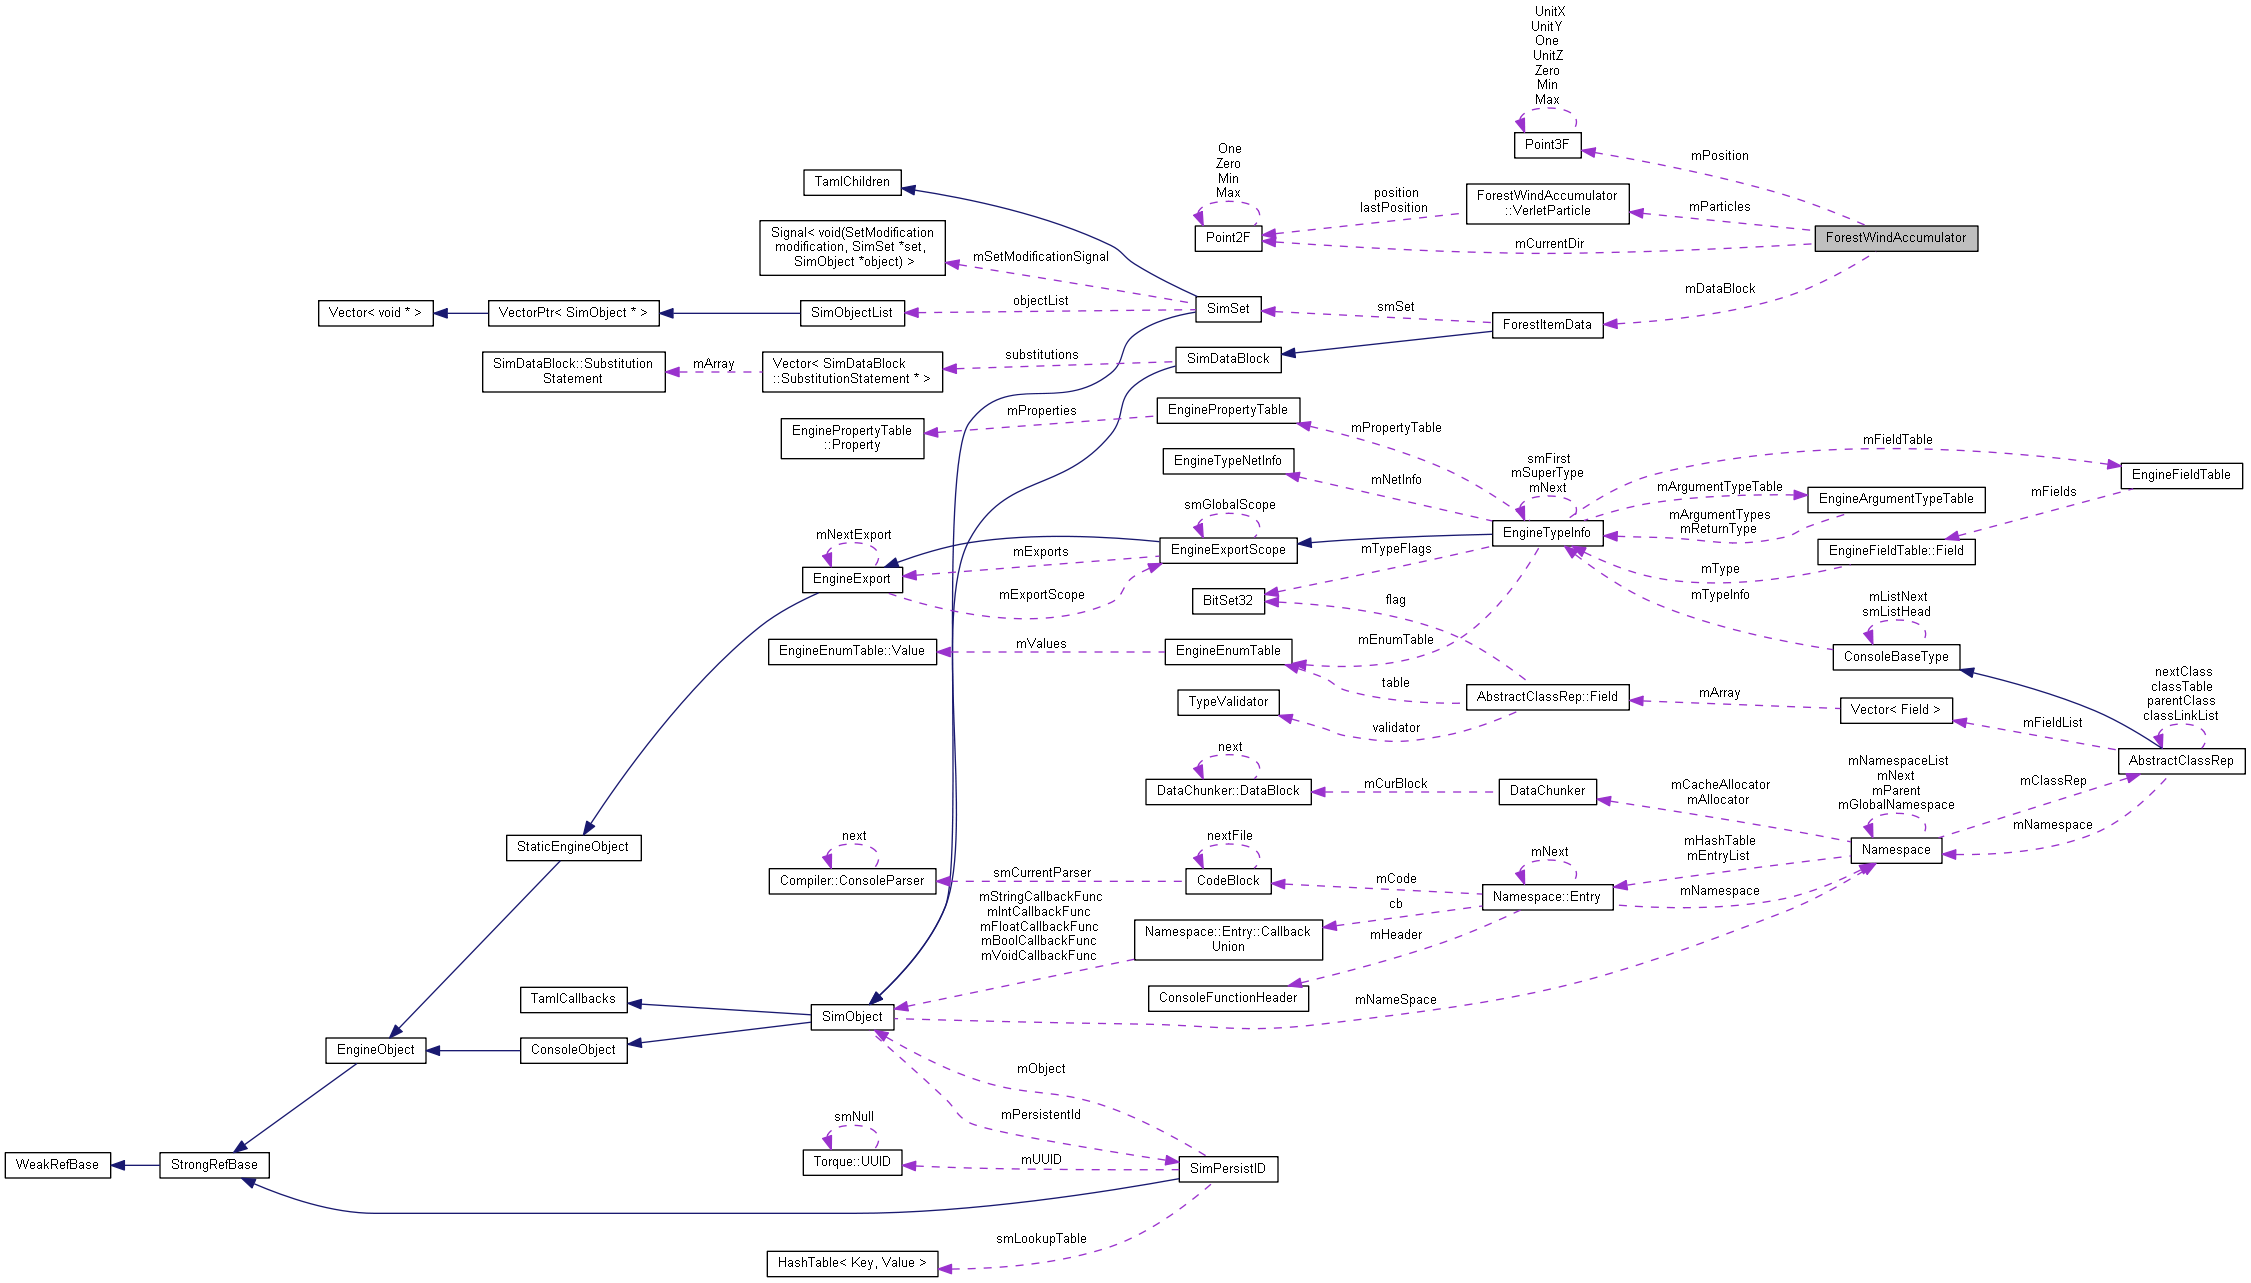 UnitX
UnitY
One
UnitZ
Zero
Min
Max
Point3F
mPosition
One
Zero
Min
Max
Point2F
position
lastPosition
ForestWindAccumulator
::VerletParticle
mParticles
mCurrentDir
ForestWindAccumulator
mDataBlock
TamlChildren
Signal< void(SetModification
modification, SimSet *set,
SimObject *object) >
mSetModificationSignal
Vector< void * >
VectorPtr< SimObject * >
SimObjectList
objectList
SimSet
smSet
ForestItemData
SimDataBlock::Substitution
Statement
mArray
Vector< SimDataBlock
::SubstitutionStatement * >
substitutions
SimDataBlock
EnginePropertyTable
::Property
mProperties
EnginePropertyTable
mPropertyTable
EngineTypeNetInfo
mNetInfo
smFirst
mSuperType
mNext
EngineTypeInfo
mFieldTable
EngineFieldTable
mArgumentTypeTable
EngineArgumentTypeTable
mArgumentTypes
mReturnType
mFields
EngineFieldTable::Field
mType
mTypeInfo
smGlobalScope
EngineExportScope
mNextExport
EngineExport
mExports
mExportScope
mTypeFlags
BitSet32
flag
mEnumTable
EngineEnumTable::Value
mValues
EngineEnumTable
table
TypeValidator
validator
AbstractClassRep::Field
mArray
Vector< Field >
mFieldList
mListNext
smListHead
ConsoleBaseType
nextClass
classTable
parentClass
classLinkList
AbstractClassRep
next
DataChunker::DataBlock
mCurBlock
DataChunker
mCacheAllocator
mAllocator
mNamespaceList
mNext
mParent
mGlobalNamespace
Namespace
mClassRep
mNamespace
StaticEngineObject
next
Compiler::ConsoleParser
smCurrentParser
nextFile
CodeBlock
mCode
mNext
Namespace::Entry
mHashTable
mEntryList
mNamespace
mStringCallbackFunc
mIntCallbackFunc
mFloatCallbackFunc
mBoolCallbackFunc
mVoidCallbackFunc
Namespace::Entry::Callback
Union
cb
mHeader
ConsoleFunctionHeader
mNameSpace
TamlCallbacks
SimObject
EngineObject
ConsoleObject
mObject
mPersistentId
smNull
Torque::UUID
mUUID
SimPersistID
WeakRefBase
StrongRefBase
smLookupTable
HashTable< Key, Value >